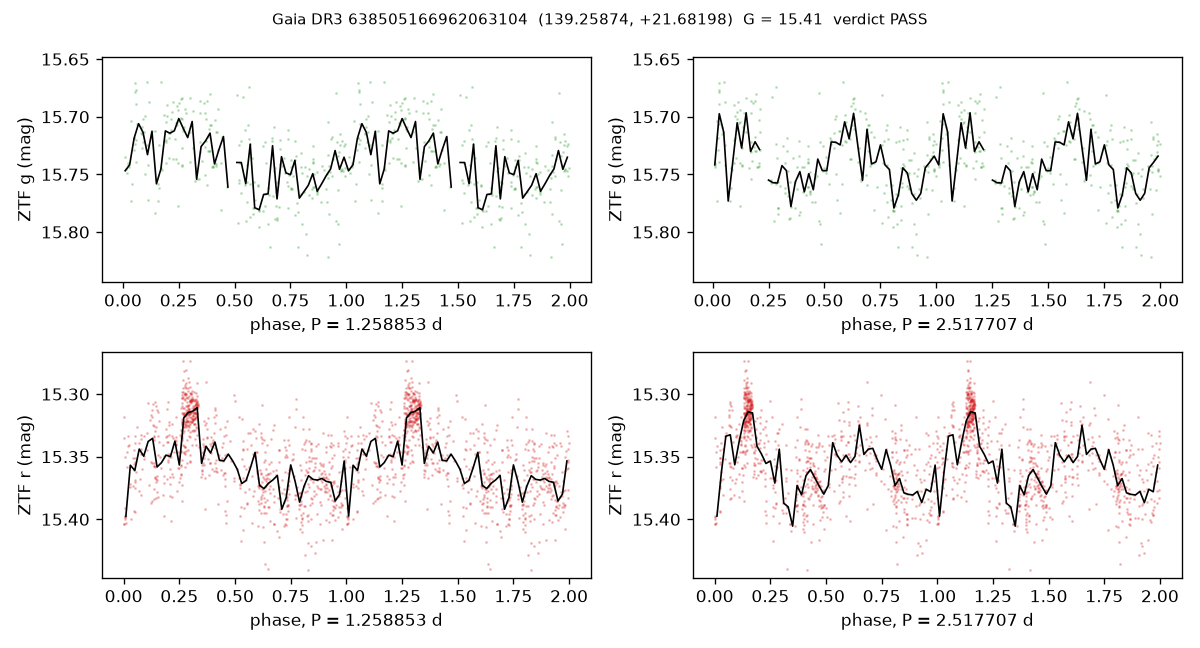 Gaia DR3 638505166962063104 (139.25874, +21.68198) G = 15.41 verdict PASS
15.65
15.70
15.75
15.80
ZTF g (mag)
0.00 0.25 0.50 0.75 1.00 1.25 1.50 1.75 2.00
phase, P = 1.258853 d
15.65
15.70
15.75
15.80
ZTF g (mag)
0.00 0.25 0.50 0.75 1.00 1.25 1.50 1.75 2.00
phase, P = 2.517707 d
15.30
15.35
15.40
ZTF r (mag)
0.00 0.25 0.50 0.75 1.00 1.25 1.50 1.75 2.00
phase, P = 1.258853 d
15.30
15.35
15.40
ZTF r (mag)
0.00 0.25 0.50 0.75 1.00 1.25 1.50 1.75 2.00
phase, P = 2.517707 d